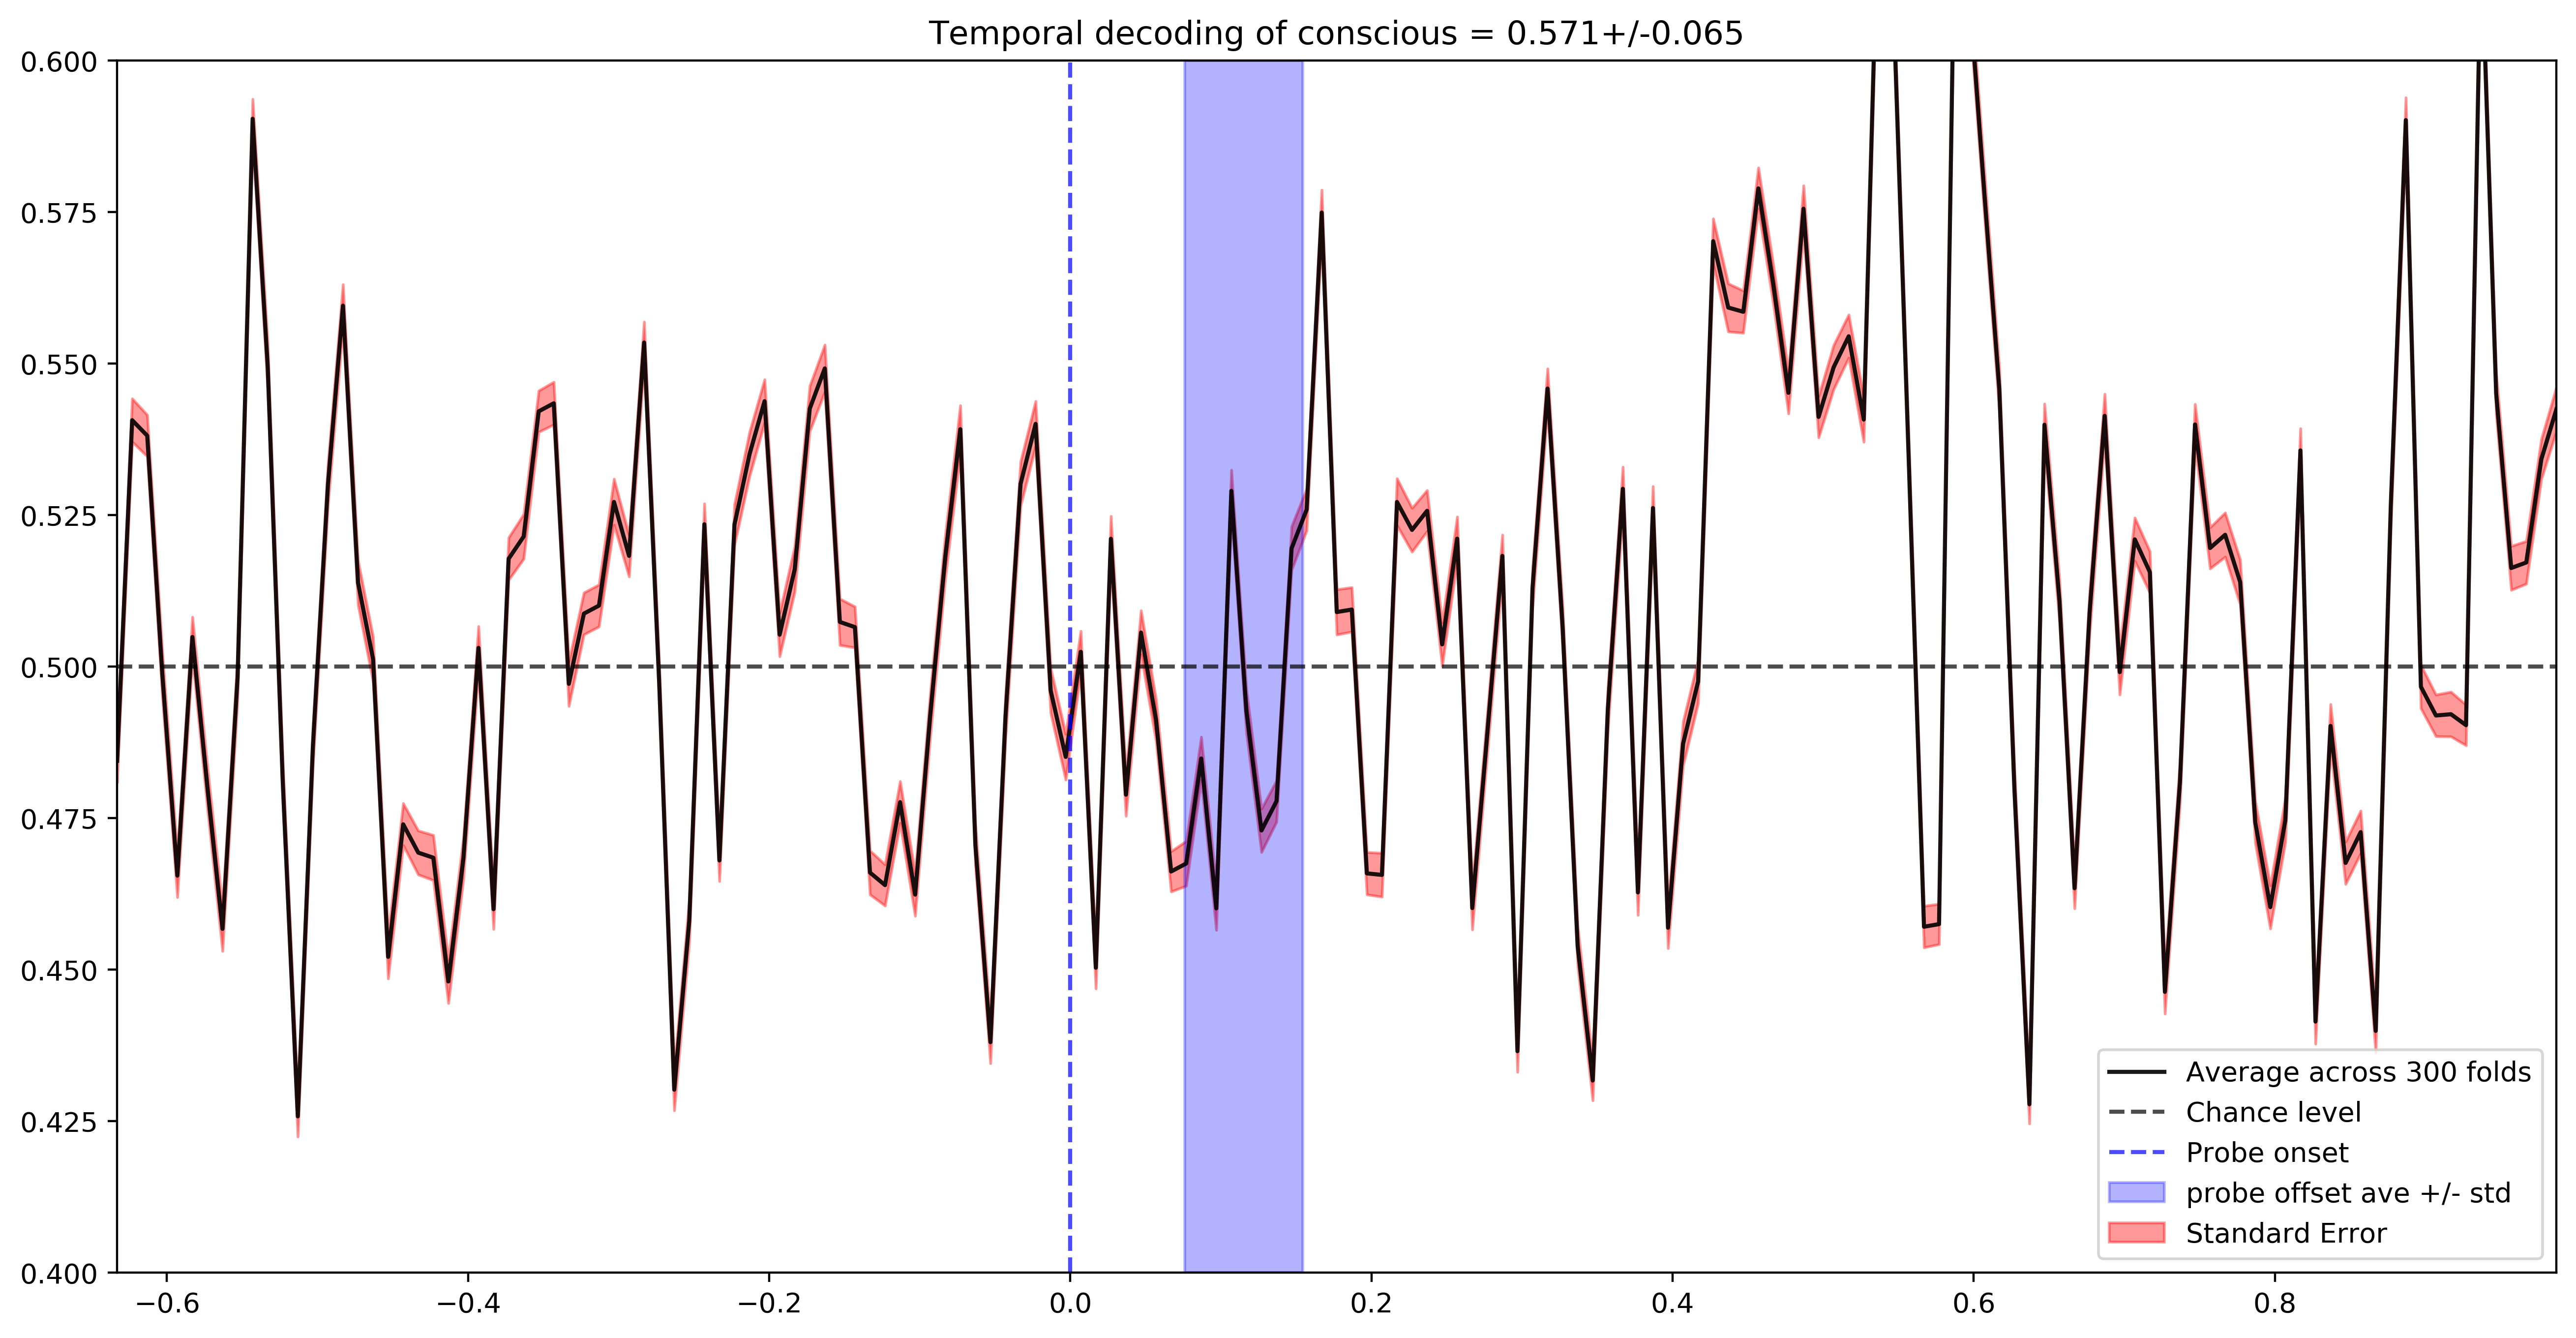 Temporal decoding of conscious = 0.571+/-0.065
0.600
0.575
0.550
0.525
0.500
0.475
0.450
0.425
0.400
Average across 300 folds
Chance level
Probe onset
probe offset ave +/- std
Standard Error
−0.6 −0.4 −0.2 0.0 0.2 0.4 0.6 0.8